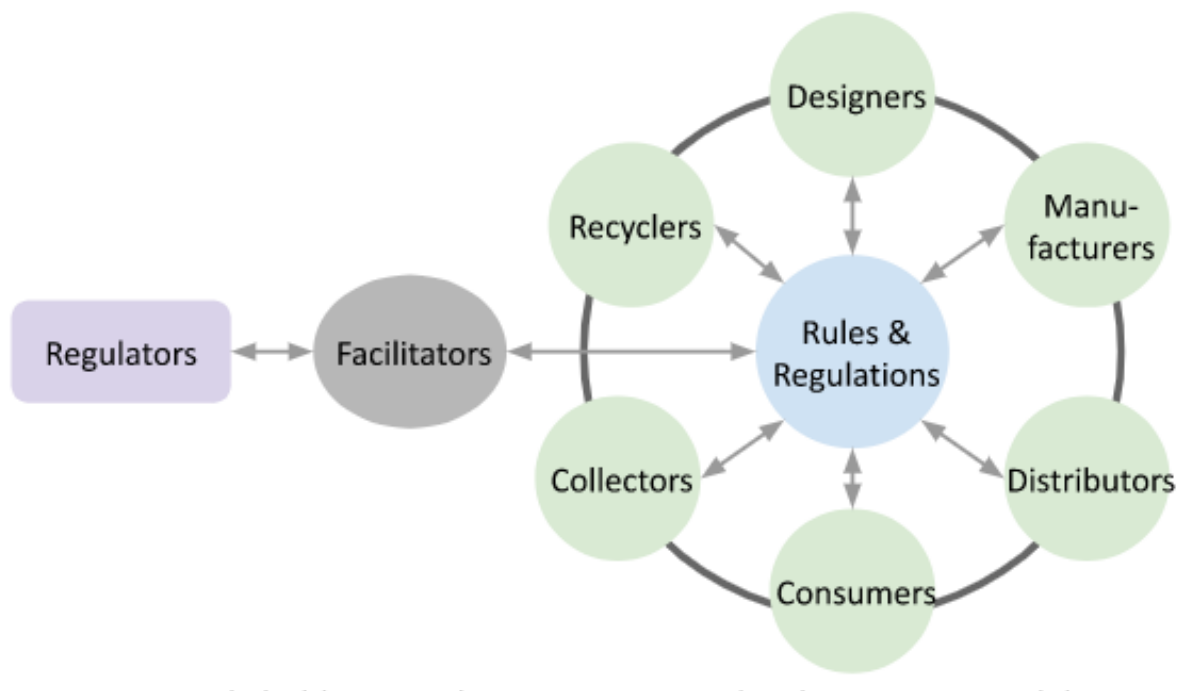 Designers
Manu-
facturers
Recyclers
Rules &
Regulations
Regulators
Facilitators
Collectors
Distributors
Consumers